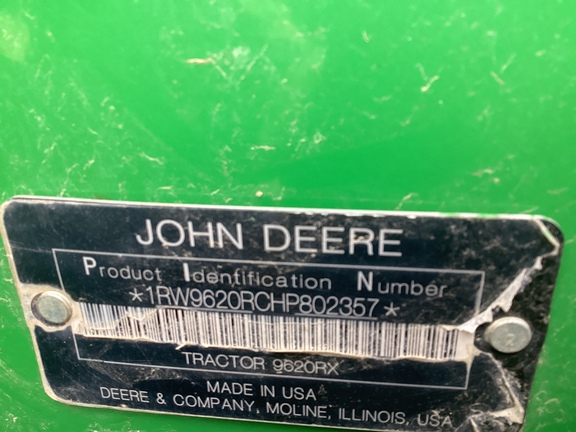 JOHN DEERE
Product Identification Number
*1RW9620RCHP802357*
TRACTOR 9620RX
MADE IN USA
DEERE & COMPANY, MOLINE, ILLINOIS, USA